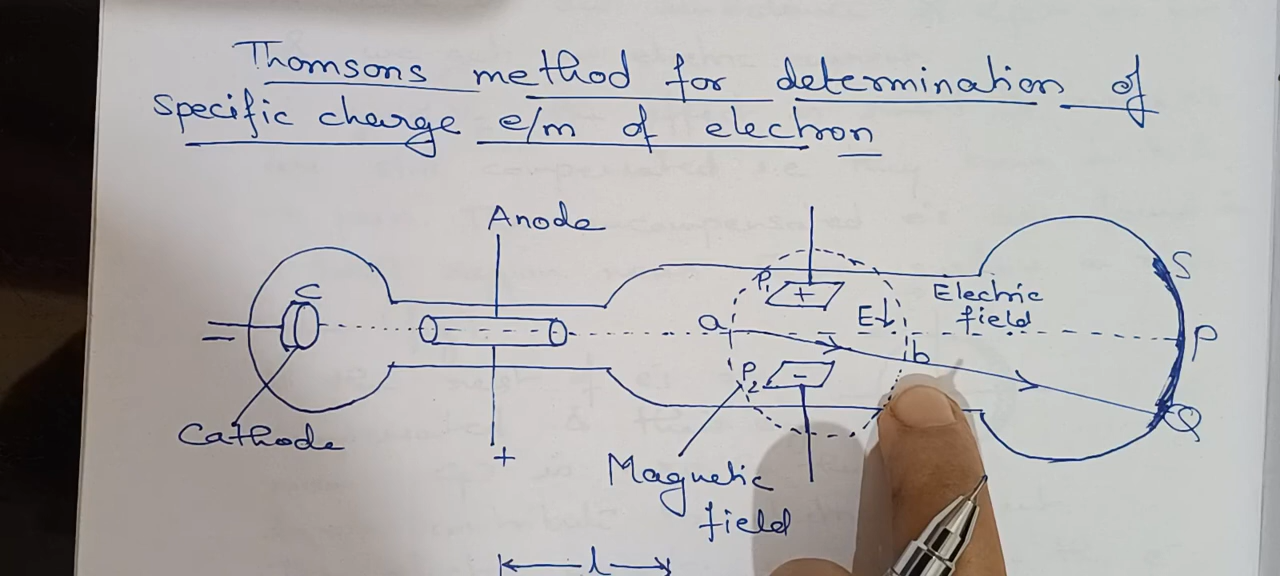 Thomsons method for determination of
specific charge e/m of electron
Anode
C
S
P1
+
E↓
Electric
field
a
P
b
P2
-
Q
Cathode
+
Magnetic
field
l